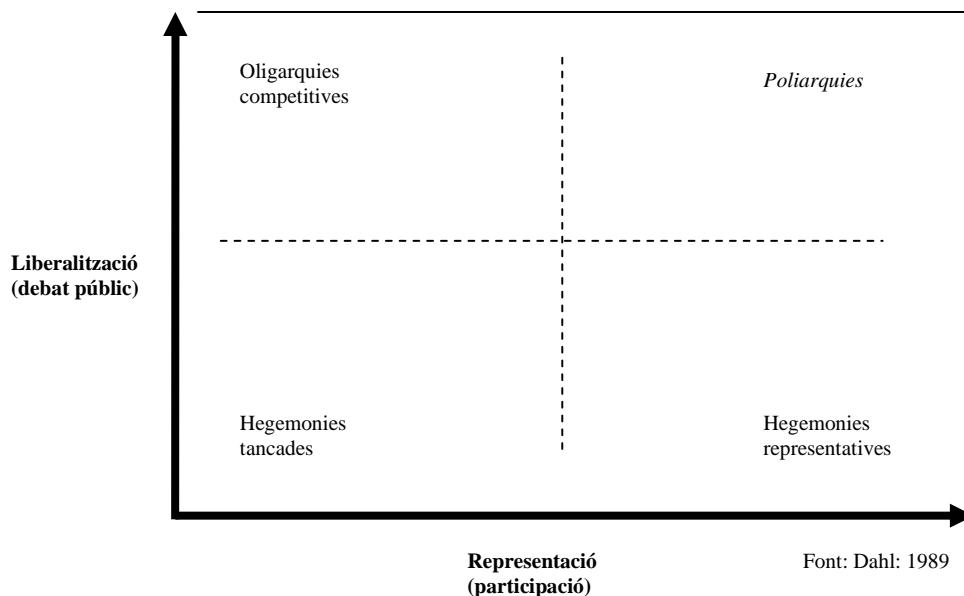 Oligarquies
competitives
Poliarquies
Liberalització
(debat públic)
Hegemonies
tancades
Hegemonies
representatives
Representació
(participació)
Font: Dahl: 1989